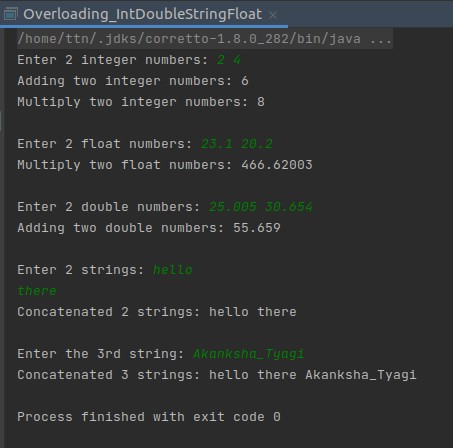 Overloading_IntDoubleStringFloat ×
/home/ttn/.jdks/corretto-1.8.0_282/bin/java ...
Enter 2 integer numbers: 2 4
Adding two integer numbers: 6
Multiply two integer numbers: 8
Enter 2 float numbers: 23.1 20.2
Multiply two float numbers: 466.62003
Enter 2 double numbers: 25.005 30.654
Adding two double numbers: 55.659
Enter 2 strings: hello
there
Concatenated 2 strings: hello there
Enter the 3rd string: Akanksha_Tyagi
Concatenated 3 strings: hello there Akanksha_Tyagi
Process finished with exit code 0